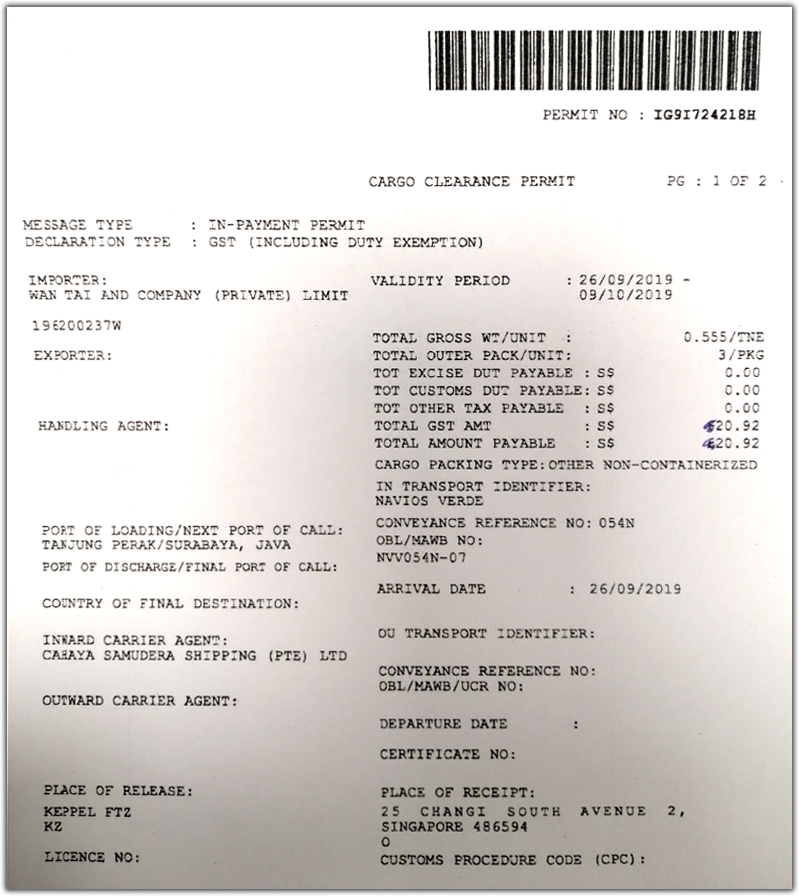 PERMIT NO : IG9I724218H
CARGO CLEARANCE PERMIT PG : 1 OF 2
MESSAGE TYPE : IN-PAYMENT PERMIT
DECLARATION TYPE : GST (INCLUDING DUTY EXEMPTION)
IMPORTER:
WAN TAI AND COMPANY (PRIVATE) LIMIT
196200237W
EXPORTER:
HANDLING AGENT:
PORT OF LOADING/NEXT PORT OF CALL:
TANJUNG PERAK/SURABAYA, JAVA
PORT OF DISCHARGE/FINAL PORT OF CALL:
COUNTRY OF FINAL DESTINATION:
INWARD CARRIER AGENT:
CAHAYA SAMUDERA SHIPPING (PTE) LTD
OUTWARD CARRIER AGENT:
PLACE OF RELEASE:
KEPPEL FTZ
KZ
LICENCE NO:
VALIDITY PERIOD : 26/09/2019 -
09/10/2019
TOTAL GROSS WT/UNIT : 0.555/TNE
TOTAL OUTER PACK/UNIT: 3/PKG
TOT EXCISE DUT PAYABLE : S$ 0.00
TOT CUSTOMS DUT PAYABLE: S$ 0.00
TOT OTHER TAX PAYABLE : S$ 0.00
TOTAL GST AMT : S$
TOTAL AMOUNT PAYABLE : S$
CARGO PACKING TYPE:OTHER NON-CONTAINERIZED
IN TRANSPORT IDENTIFIER:
NAVIOS VERDE
CONVEYANCE REFERENCE NO: 054N
OBL/MAWB NO:
NVV054N-07
ARRIVAL DATE : 26/09/2019
OU TRANSPORT IDENTIFIER:
CONVEYANCE REFERENCE NO:
OBL/MAWB/UCR NO:
DEPARTURE DATE :
CERTIFICATE NO:
PLACE OF RECEIPT:
25 CHANGI SOUTH AVENUE 2,
SINGAPORE 486594
O
CUSTOMS PROCEDURE CODE (CPC):